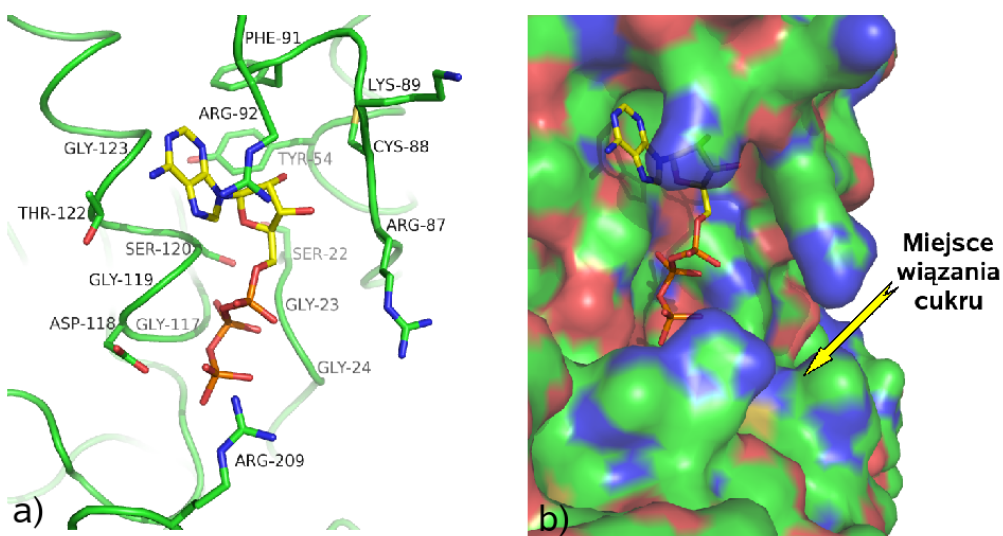 PHE-91
LYS-89
ARG-92
CYS-88
GLY-123
TYR-54
THR-122
ARG-87
SER-120
SER-22
GLY-119
GLY-23
ASP-118
GLY-117
GLY-24
ARG-209
a)
Miejsce
wiązania
cukru
b)